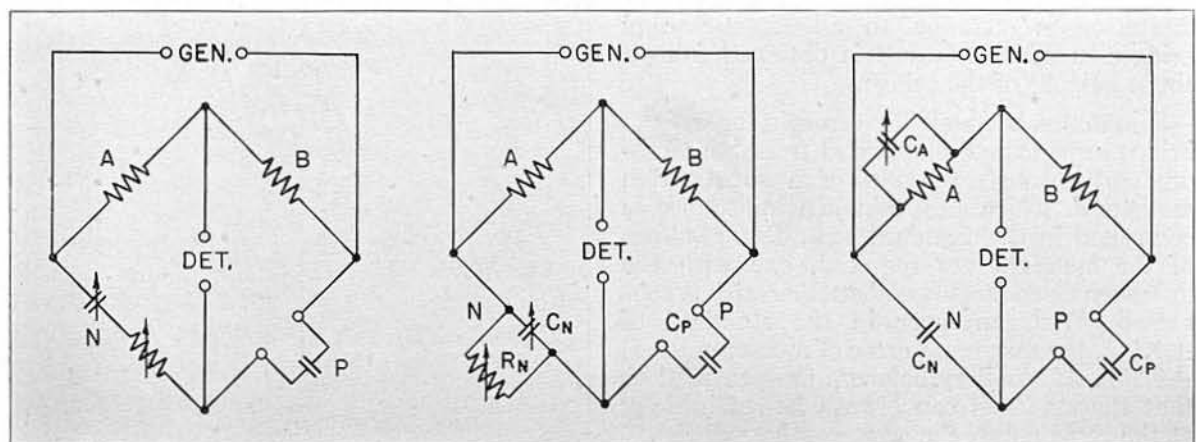 GEN.
A
B
DET.
N
P
GEN.
A
B
DET.
N
C_N
R_N
C_P
P
GEN.
C_A
A
B
DET.
N
C_N
P
C_P